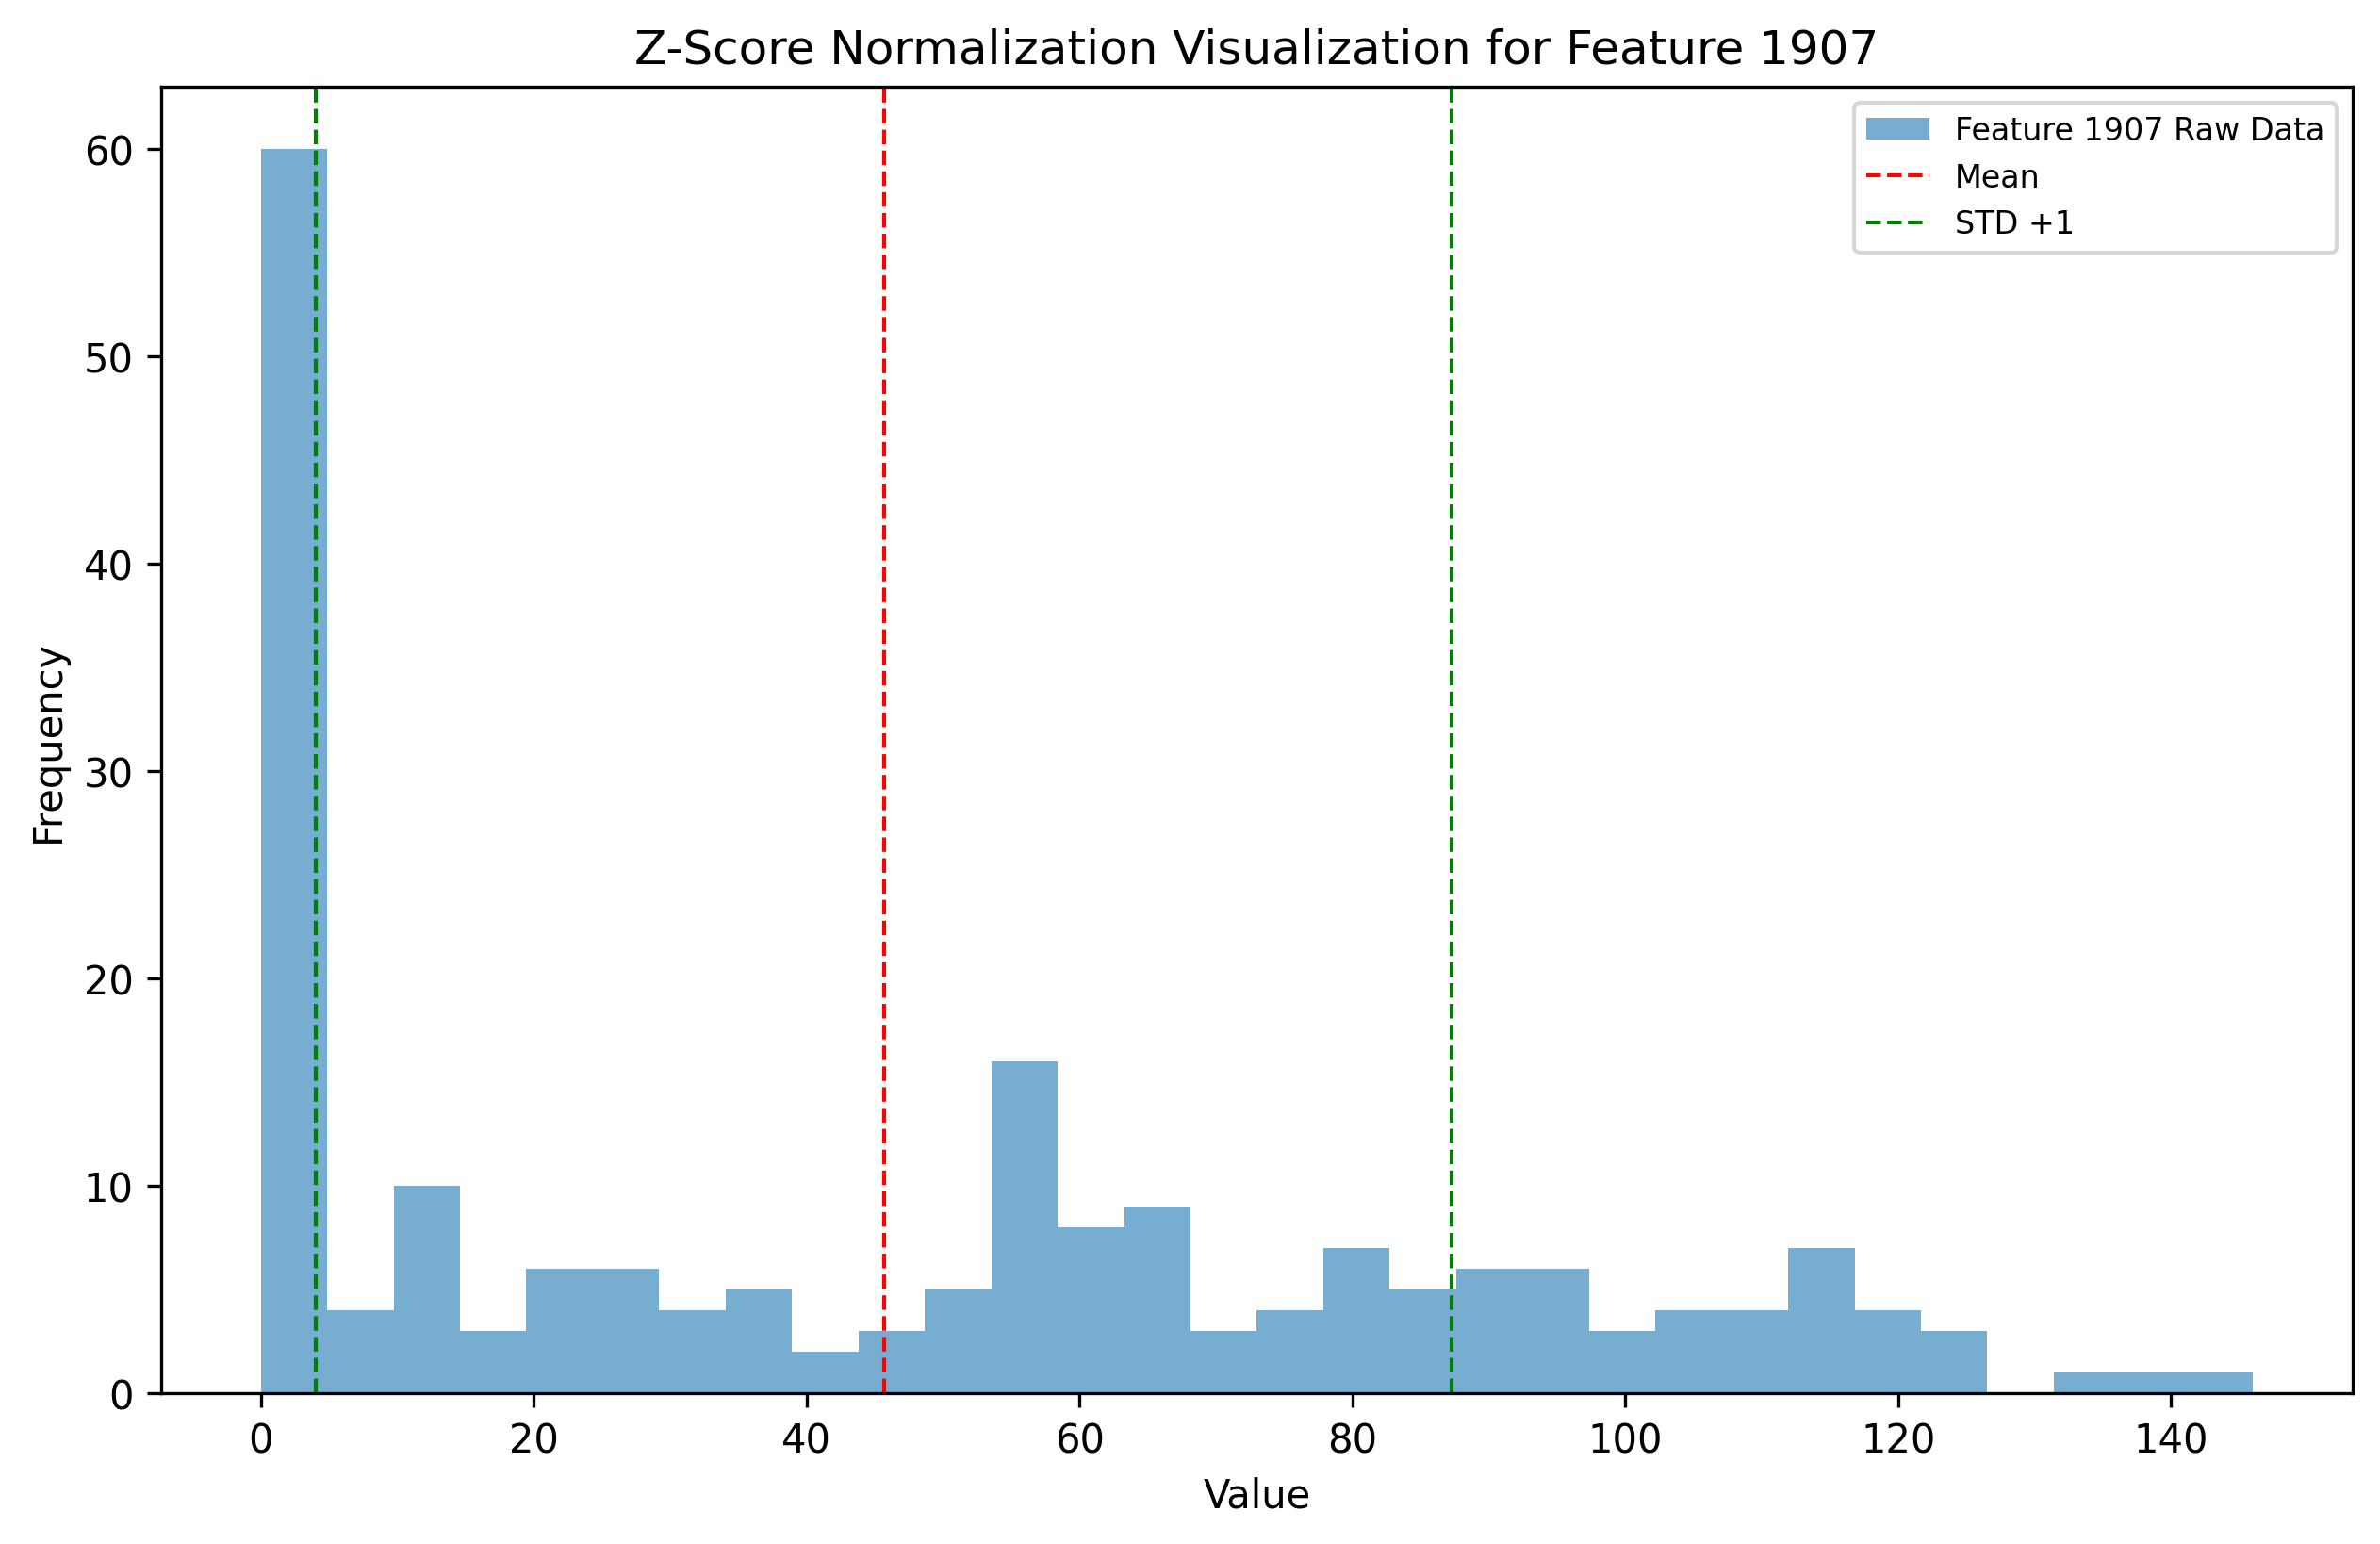 Z-Score Normalization Visualization for Feature 1907
Feature 1907 Raw Data
Mean
STD +1
Frequency
60
50
40
30
20
10
0
0 20 40 60 80 100 120 140
Value